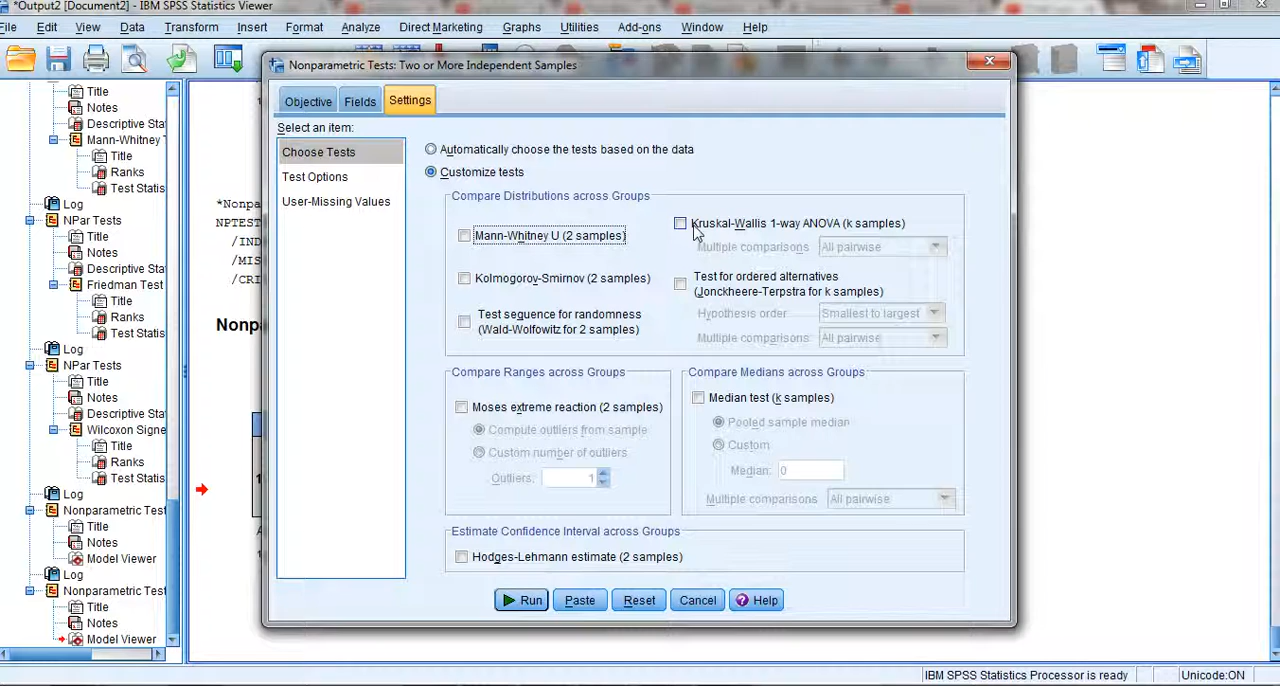 *Output2 [Document2] - IBM SPSS Statistics Viewer
File Edit View Data Transform Insert Format Analyze Direct Marketing Graphs Utilities Add-ons Window Help
Title
Notes
Descriptive Sta
Mann-Whitney T
Title
Ranks
Test Statis
Log
NPar Tests
Title
Notes
Descriptive Sta
Friedman Test
Title
Ranks
Test Statis
Log
NPar Tests
Title
Notes
Descriptive Sta
Wilcoxon Signe
Title
Ranks
Test Statis
Log
Nonparametric Test
Title
Notes
Model Viewer
Log
Nonparametric Test
Title
Notes
Model Viewer
*Nonpa
NPTEST
/IND
/MIS
/CRI
Nonpa
Nonparametric Tests: Two or More Independent Samples
Objective Fields Settings
Select an item:
Choose Tests
Test Options
User-Missing Values
Automatically choose the tests based on the data
Customize tests
Compare Distributions across Groups
Mann-Whitney U (2 samples)
Kolmogorov-Smirnov (2 samples)
Test sequence for randomness
(Wald-Wolfowitz for 2 samples)
Kruskal-Wallis 1-way ANOVA (k samples)
Multiple comparisons All pairwise
Test for ordered alternatives
(Jonckheere-Terpstra for k samples)
Hypothesis order Smallest to largest
Multiple comparisons: All pairwise
Compare Ranges across Groups
Moses extreme reaction (2 samples)
Compute outliers from sample
Custom number of outliers
Outliers: 1
Compare Medians across Groups
Median test (k samples)
Pooled sample median
Custom
Median: 0
Multiple comparisons All pairwise
Estimate Confidence Interval across Groups
Hodges-Lehmann estimate (2 samples)
Run Paste Reset Cancel Help
IBM SPSS Statistics Processor is ready Unicode:ON